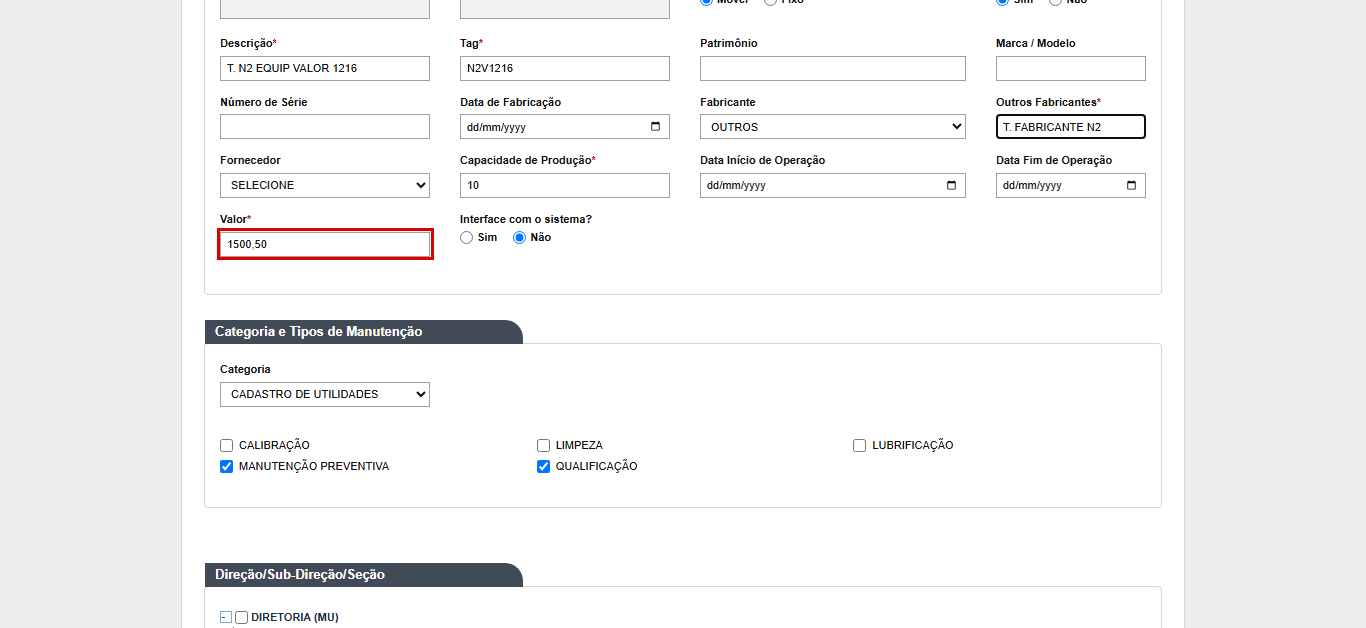 Móvel Fixo Sim Não
Descrição* Tag* Patrimônio Marca / Modelo
T. N2 EQUIP VALOR 1216 N2V1216
Número de Série Data de Fabricação Fabricante Outros Fabricantes*
dd/mm/yyyy OUTROS T. FABRICANTE N2
Fornecedor Capacidade de Produção* Data Início de Operação Data Fim de Operação
SELECIONE 10 dd/mm/yyyy dd/mm/yyyy
Valor* Interface com o sistema?
1500,50 Sim Não
Categoria e Tipos de Manutenção
Categoria
CADASTRO DE UTILIDADES
CALIBRAÇÃO LIMPEZA LUBRIFICAÇÃO
MANUTENÇÃO PREVENTIVA QUALIFICAÇÃO
Direção/Sub-Direção/Seção
DIRETORIA (MU)